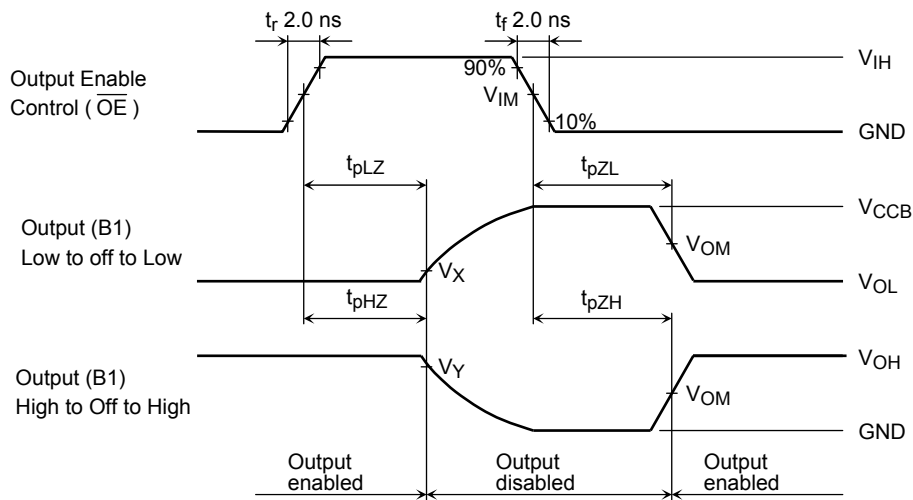 tr 2.0 ns
tf 2.0 ns
Output Enable
Control ( OE )
90%
VIM
10%
VIH
GND
tpLZ
tpZL
Output (B1)
Low to off to Low
VX
VCCB
VOM
VOL
tpHZ
tpZH
Output (B1)
High to Off to High
VY
VOH
VOM
GND
Output
enabled
Output
disabled
Output
enabled